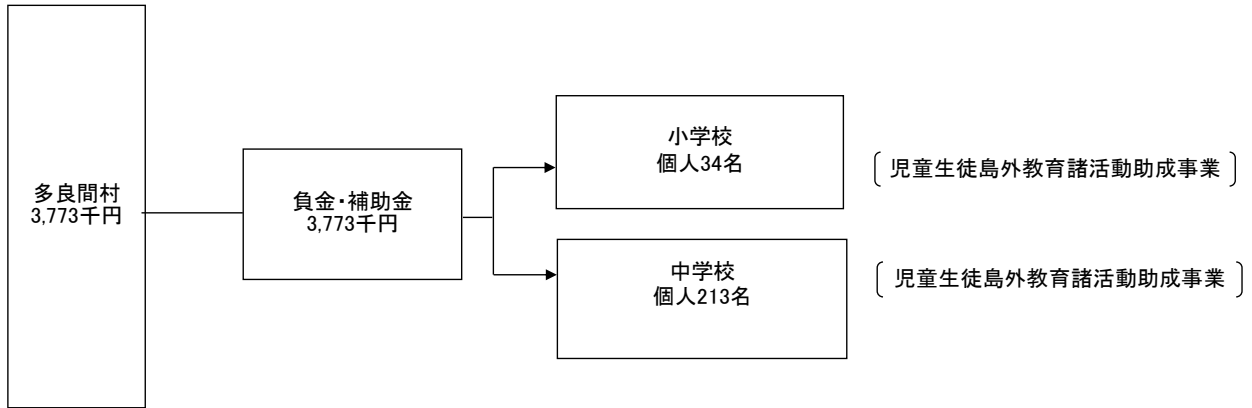 多良間村
3,773千円
負金・補助金
3,773千円
小学校
個人34名
児童生徒島外教育諸活動助成事業
中学校
個人213名
児童生徒島外教育諸活動助成事業